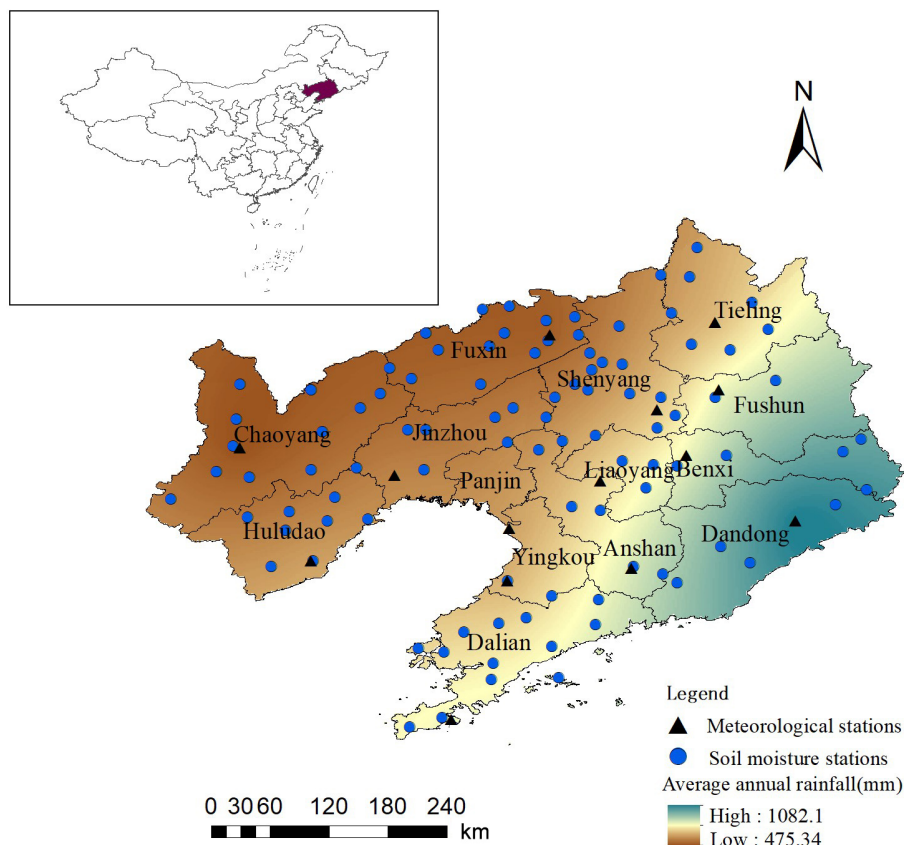 N
Tieling
Fuxin
Shenyang
Fushun
Chaoyang
Jinzhou
Liaoyang
Benxi
Panjin
Huludao
Dandong
Anshan
Yingkou
Dalian
Legend
Meteorological stations
Soil moisture stations
Average annual rainfall(mm)
High : 1082.1
Low : 475.34
0 30 60 120 180 240
km